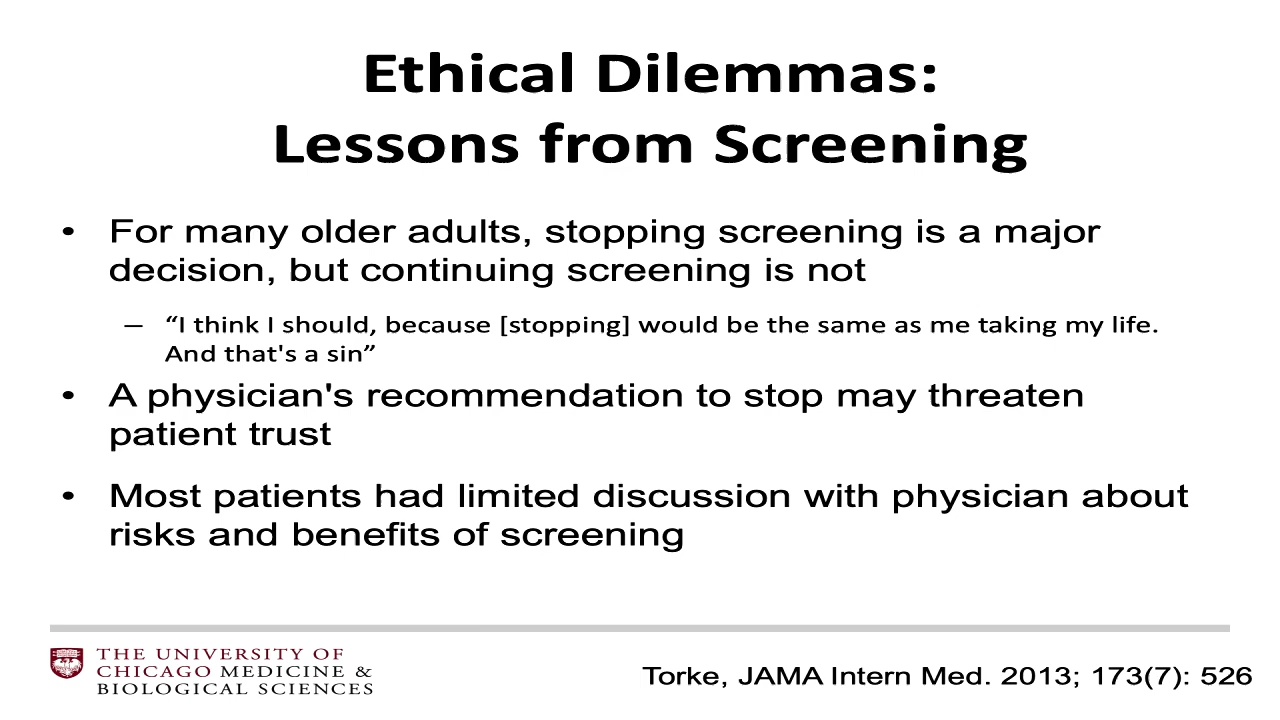 Ethical Dilemmas:
Lessons from Screening
• For many older adults, stopping screening is a major
decision, but continuing screening is not
– “I think I should, because [stopping] would be the same as me taking my life.
And that's a sin”
• A physician's recommendation to stop may threaten
patient trust
• Most patients had limited discussion with physician about
risks and benefits of screening
THE UNIVERSITY OF
CHICAGO MEDICINE &
BIOLOGICAL SCIENCES
Torke, JAMA Intern Med. 2013; 173(7): 526